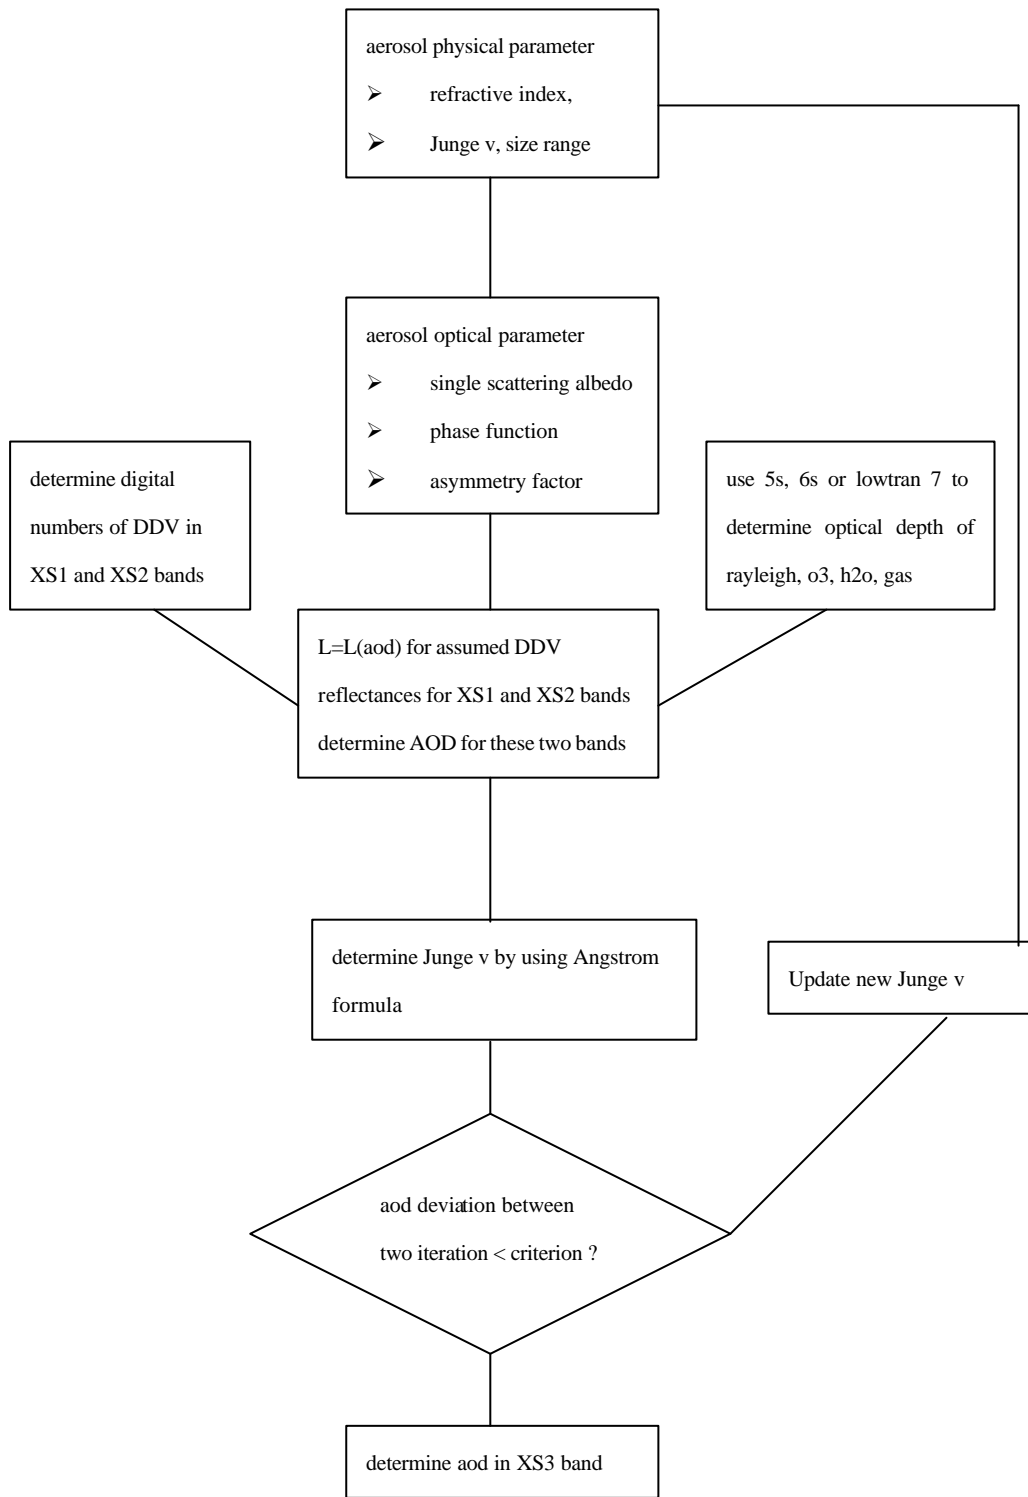 aerosol physical parameter
➢ refractive index,
➢ Junge v, size range
aerosol optical parameter
➢ single scattering albedo
➢ phase function
➢ asymmetry factor
determine digital
numbers of DDV in
XS1 and XS2 bands
use 5s, 6s or lowtran 7 to
determine optical depth of
rayleigh, o3, h2o, gas
L=L(aod) for assumed DDV
reflectances for XS1 and XS2 bands
determine AOD for these two bands
determine Junge v by using Angstrom
formula
Update new Junge v
aod deviation between
two iteration < criterion ?
determine aod in XS3 band